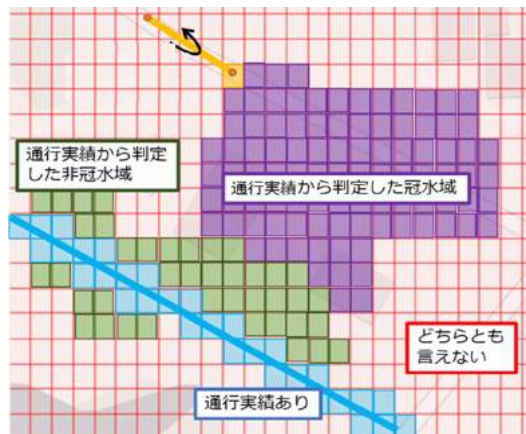 通行実績から判定
した非冠水域
通行実績から判定した冠水域
どちらとも
言えない
通行実績あり